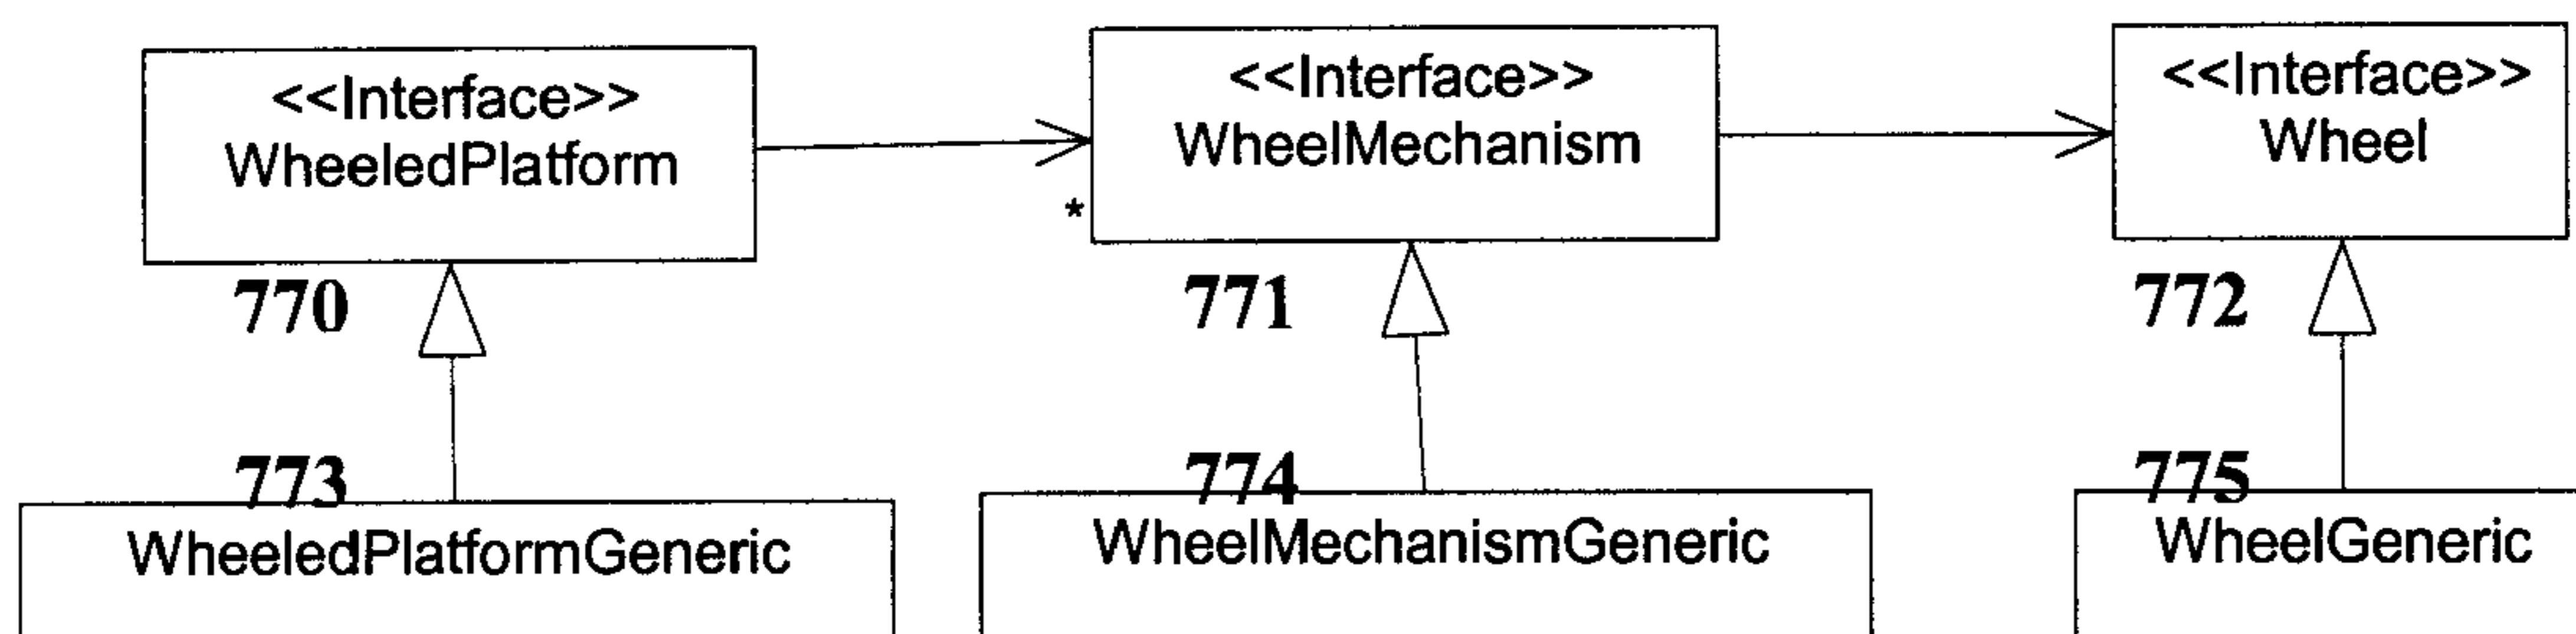 <<Interface>>
WheeledPlatform
<<Interface>>
WheelMechanism
<<Interface>>
Wheel
*
770
771
772
773
774
775
WheeledPlatformGeneric
WheelMechanismGeneric
WheelGeneric